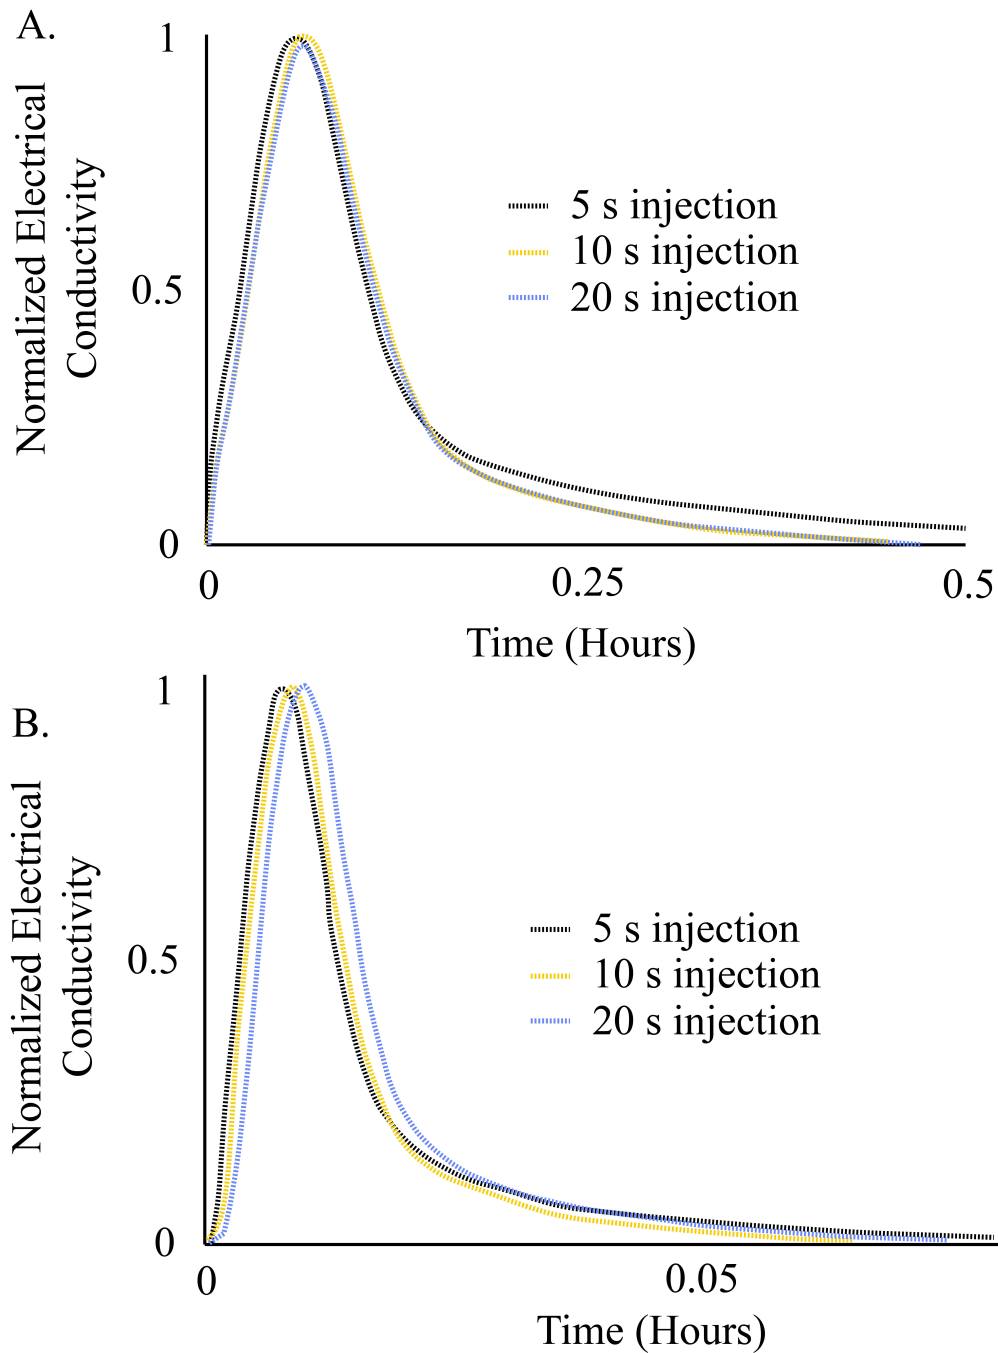 A.
Normalized Electrical
Conductivity
1
0.5
0
5 s injection
10 s injection
20 s injection
0
0.25
0.5
Time (Hours)
B.
Normalized Electrical
Conductivity
1
0.5
0
5 s injection
10 s injection
20 s injection
0
0.05
Time (Hours)